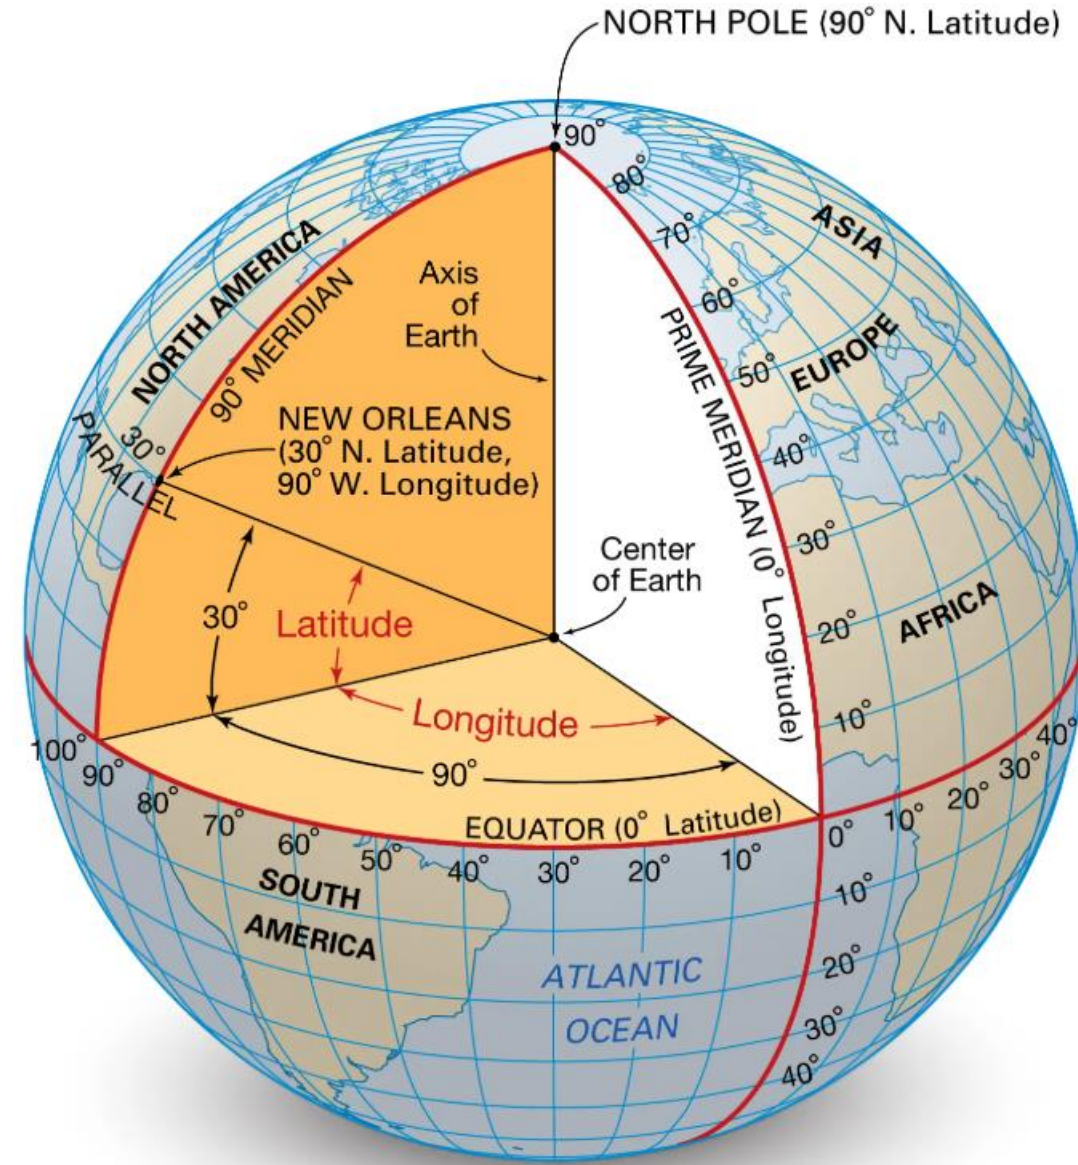 NORTH POLE (90° N. Latitude)
90°
80°
70°
60°
50°
40°
30°
20°
10°
ASIA
EUROPE
AFRICA
NORTH AMERICA
90° MERIDIAN
30°
PARALLEL
Axis
of
Earth
NEW ORLEANS
(30° N. Latitude,
90° W. Longitude)
PRIME MERIDIAN (0° Longitude)
Center
of Earth
30°
Latitude
Longitude
90°
EQUATOR (0° Latitude)
100°
90°
80°
70°
60°
50°
40°
30°
20°
10°
0°
10°
20°
30°
40°
10°
20°
30°
40°
SOUTH
AMERICA
ATLANTIC
OCEAN